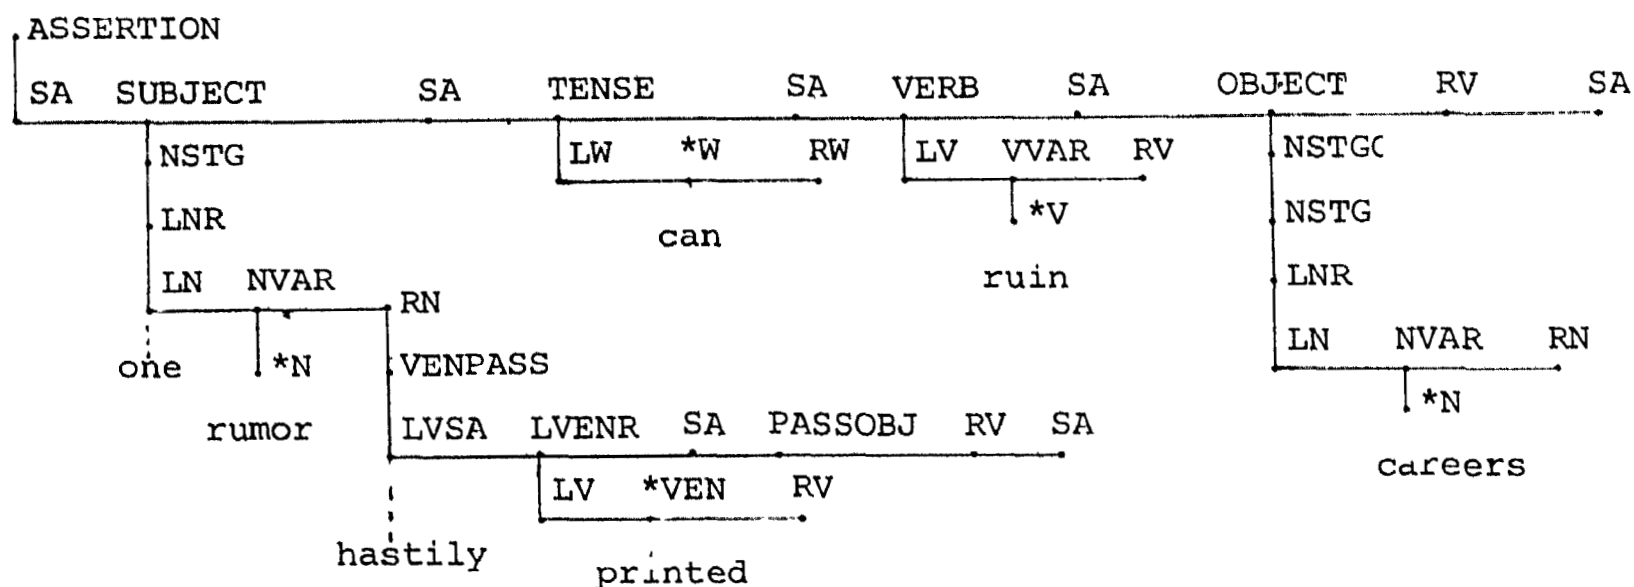 ASSERTION
SA SUBJECT SA TENSE SA VERB SA OBJECT RV SA
NSTG LW *W RW LV VVAR RV NSTGO
LNR can *V NSTG
LN NVAR RN ruin LNR
one *N VENPASS LN NVAR RN
rumor *N
LVSA LVENR SA PASSOBJ RV SA careers
LV *VEN RV
hastily printed